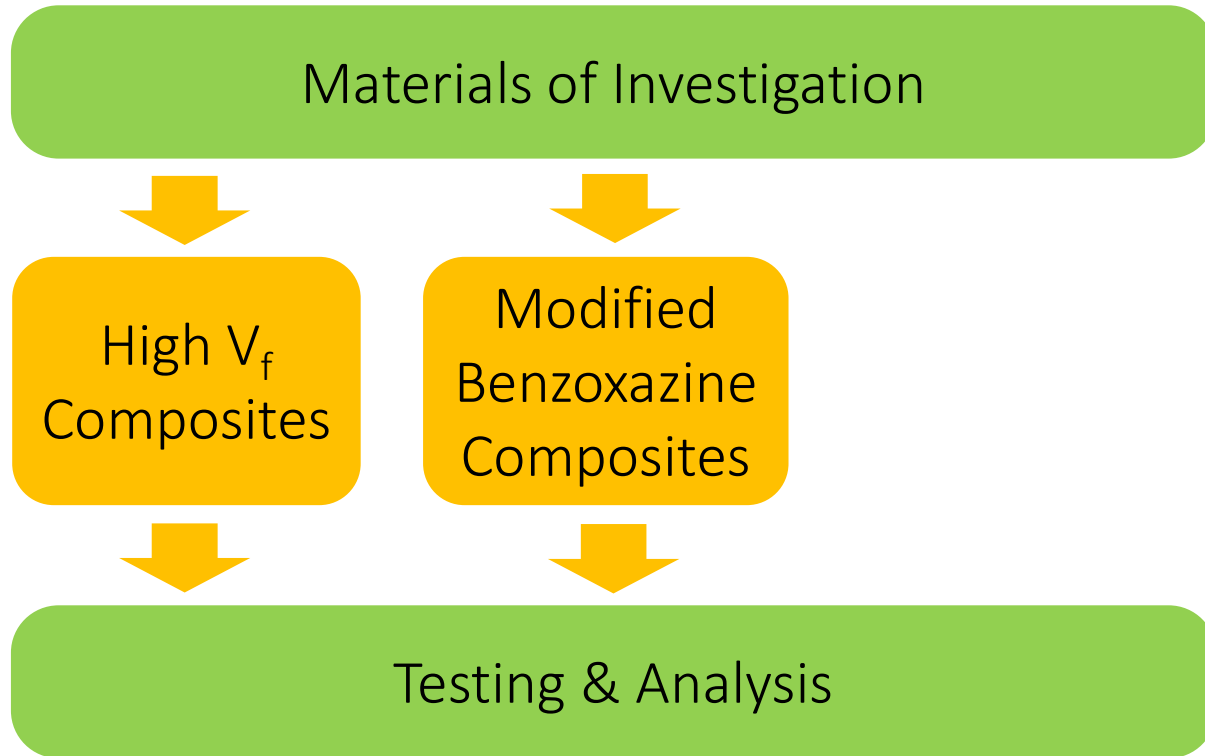 Materials of Investigation
High Vf
Composites
Modified
Benzoxazine
Composites
Testing & Analysis